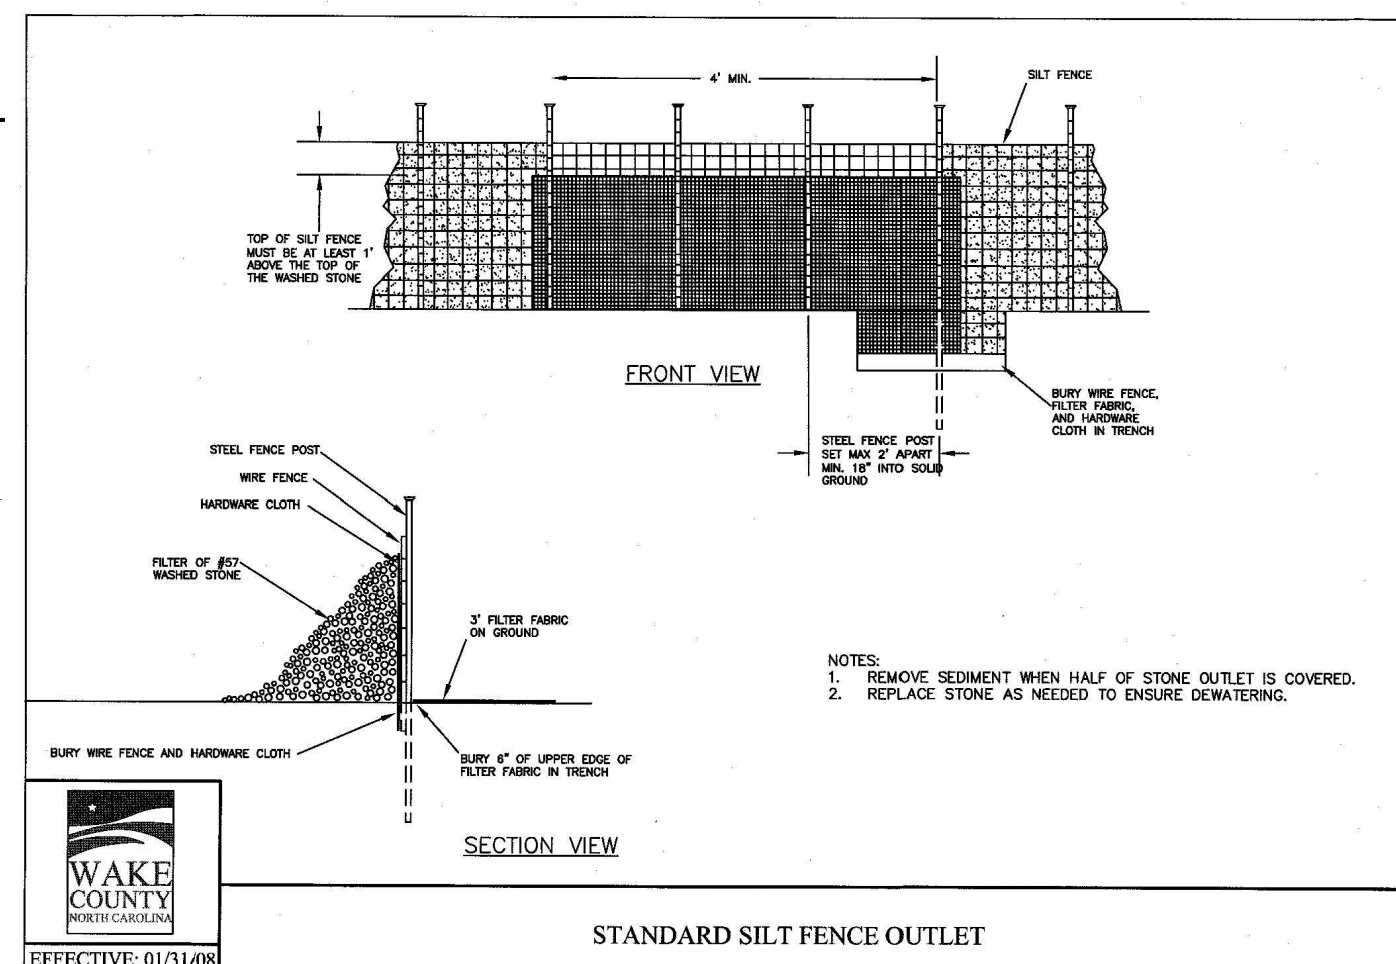 4' MIN.
SILT FENCE
TOP OF SILT FENCE
MUST BE AT LEAST 1'
ABOVE THE TOP OF
THE WASHED STONE
FRONT VIEW
BURY WIRE FENCE,
FILTER FABRIC,
AND HARDWARE
CLOTH IN TRENCH
STEEL FENCE POST
SET MAX 2' APART
MIN. 18" INTO SOLID
GROUND
STEEL FENCE POST
WIRE FENCE
HARDWARE CLOTH
FILTER OF #57
WASHED STONE
3' FILTER FABRIC
ON GROUND
NOTES:
1. REMOVE SEDIMENT WHEN HALF OF STONE OUTLET IS COVERED.
2. REPLACE STONE AS NEEDED TO ENSURE DEWATERING.
BURY WIRE FENCE AND HARDWARE CLOTH
BURY 6" OF UPPER EDGE OF
FILTER FABRIC IN TRENCH
SECTION VIEW
WAKE
COUNTY
NORTH CAROLINA
STANDARD SILT FENCE OUTLET
EFFECTIVE: 01/31/08